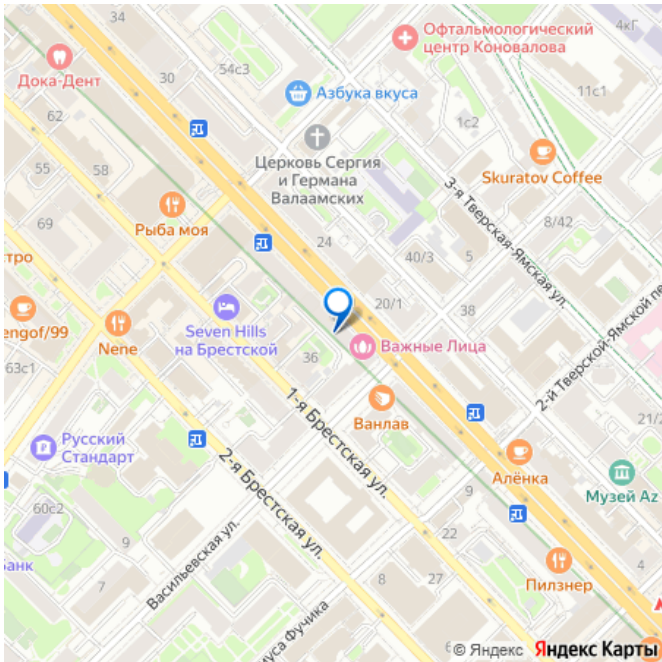 34
4кГ
Офтальмологический
центр Коновалова
Дока-Дент
30
54с3
Азбука вкуса
11с1
62
1с2
Церковь Сергия
и Германа
Валаамских
Skuratov Coffee
55
58
3-я Тверская-Ямская ул.
69
Рыба моя
24
8/42
40/3
5
стро
20/1
38
engof/99
Nene
Seven Hills
на Брестской
36
Важные Лица
2-й Тверской-Ямской пе
63с1
1-я Брестская ул.
Ванлав
21/2
Русский
Стандарт
2-я Брестская ул.
Алёнка
Музей Az
60с2
9
22
7
9
Васильевская ул.
Банк
8
27
Пилзнер
4
уса Фучика
6
© Яндекс Яндекс Карты